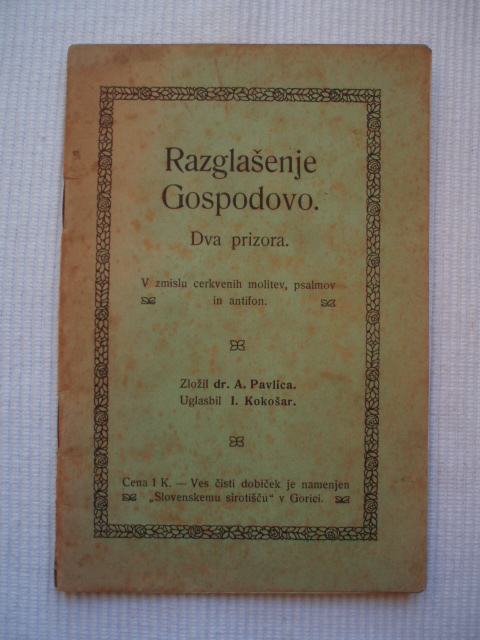 Razglašenje
Gospodovo.
Dva prizora.
V zmislu cerkvenih molitev, psalmov
in antifon.
Zložil dr. A. Pavlica.
Uglasbil I. Kokošar.
Cena 1 K. — Ves čisti dobiček je namenjen
„Slovenskemu sirotišču“ v Gorici.